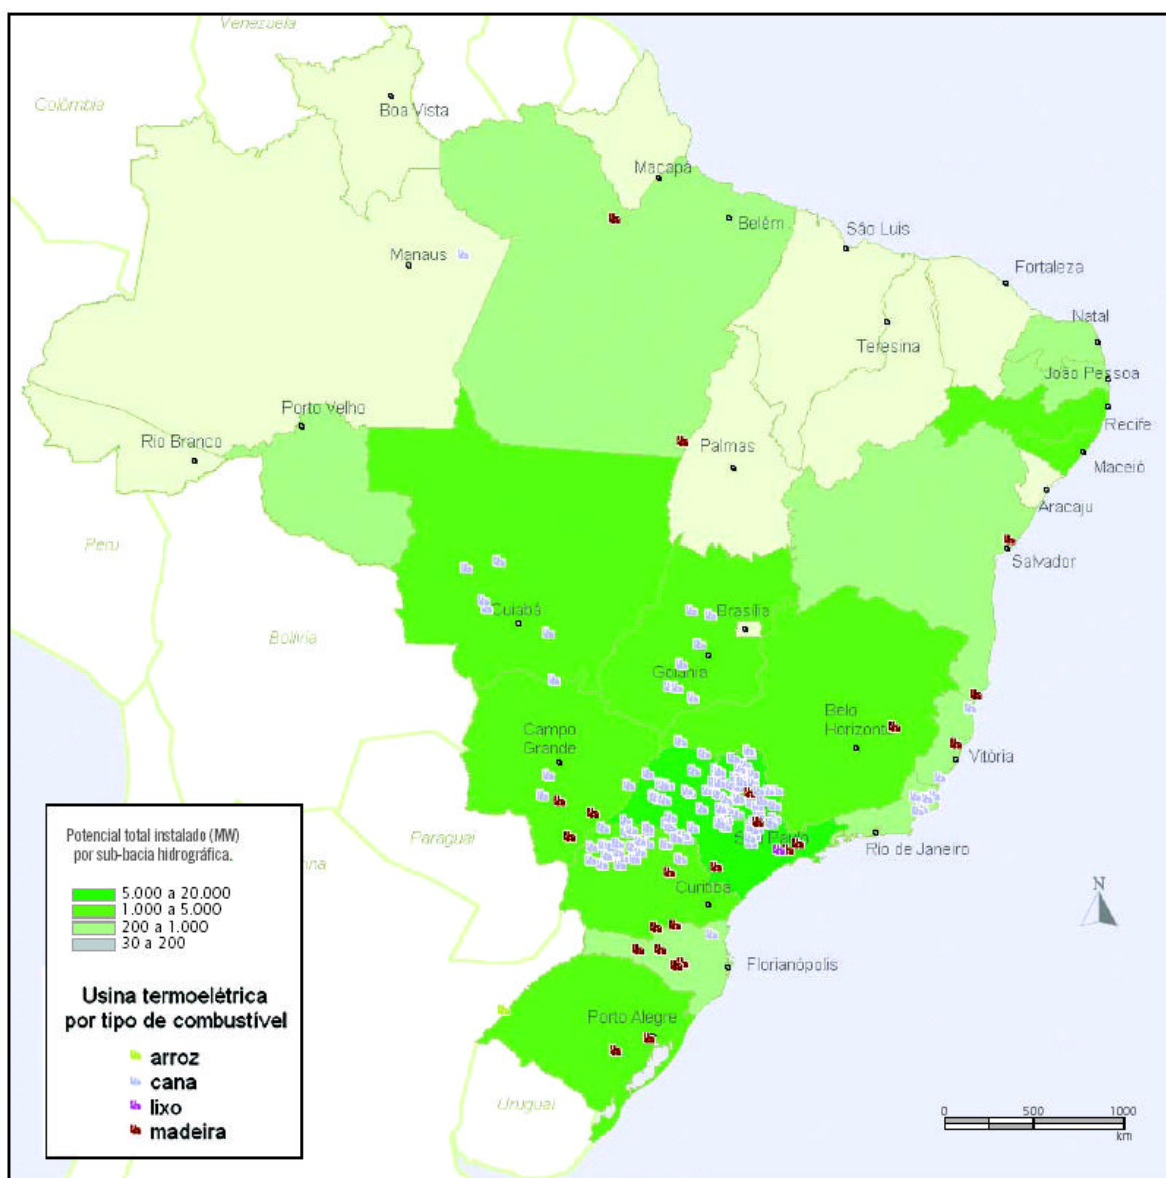 Venezuela
Colômbia
Boa Vista
Macapá
Belém
São Luis
Manaus
Fortaleza
Natal
Teresina
João Pessoa
Porto Velho
Recife
Rio Branco
Palmas
Maceió
Aracaju
Peru
Salvador
Cuiabá
Brasília
Bolívia
Goiânia
Belo
Horizonte
Campo
Grande
Vitória
Paraguai
São Paulo
Rio de Janeiro
Curitiba
N
Florianópolis
Porto Alegre
Uruguai
Potencial total instalado (MW)
por sub-bacia hidrográfica.
5.000 a 20.000
1.000 a 5.000
200 a 1.000
30 a 200
Usina termoelétrica
por tipo de combustível
arroz
cana
lixo
madeira
0 500 1000
km